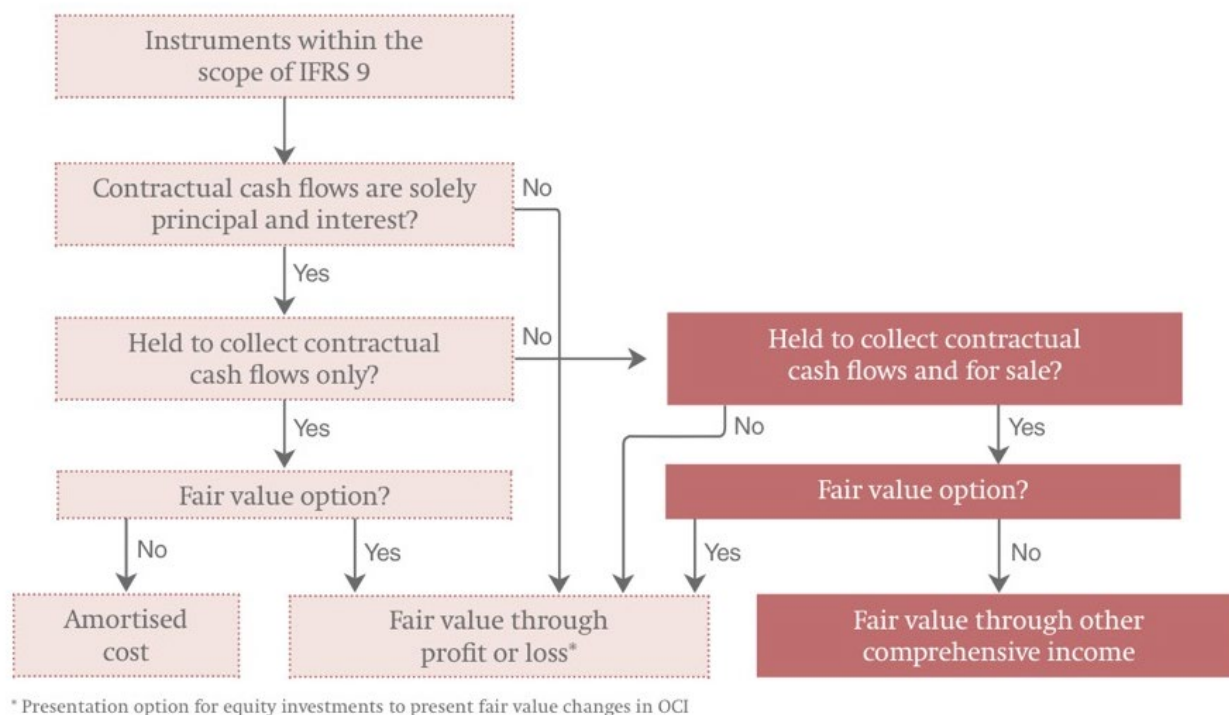 Instruments within the
scope of IFRS 9
Contractual cash flows are solely
principal and interest?
No
Yes
Held to collect contractual
cash flows only?
No
Held to collect contractual
cash flows and for sale?
Yes
No
Yes
Fair value option?
Fair value option?
No
Yes
Yes
No
Amortised
cost
Fair value through
profit or loss*
Fair value through other
comprehensive income
* Presentation option for equity investments to present fair value changes in OCI